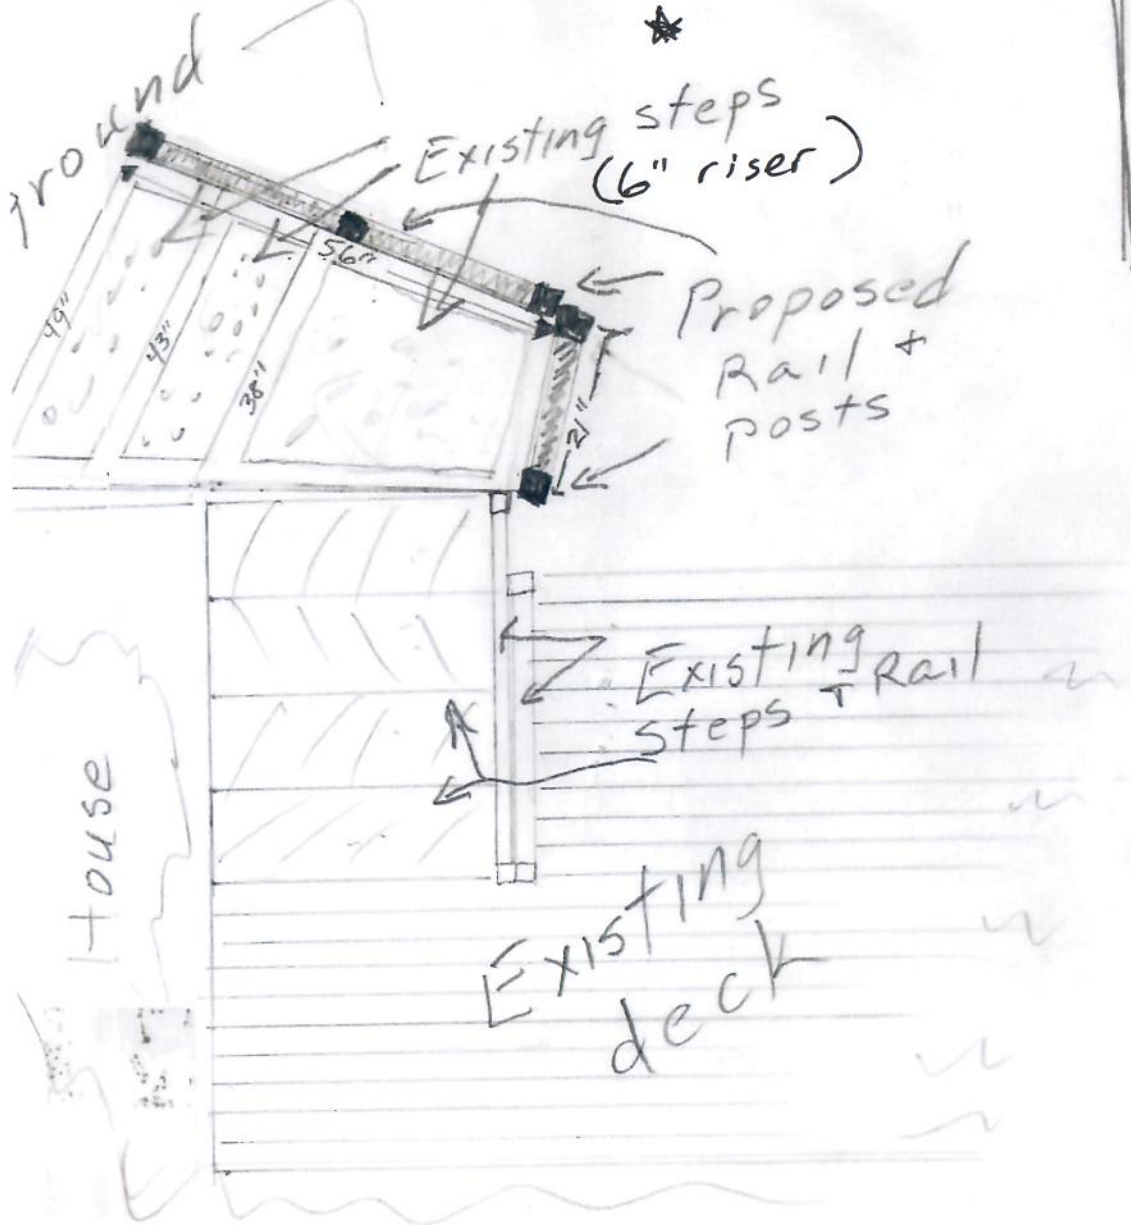 ground
Existing steps
(6" riser)
56"
49"
43"
38"
Proposed
Rail +
posts
21"
Existing Rail
steps +
House
Existing
deck